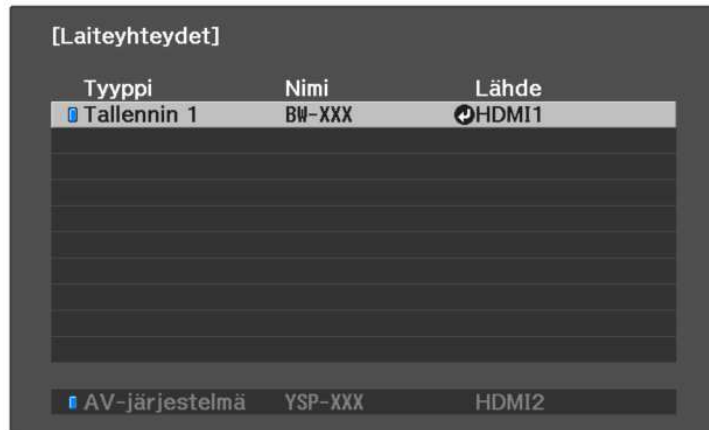 [Laiteyhteydet]
Tyyppi Nimi Lähde
Tallennin 1 BW-XXX HDMI1
AV-järjestelmä YSP-XXX HDMI2